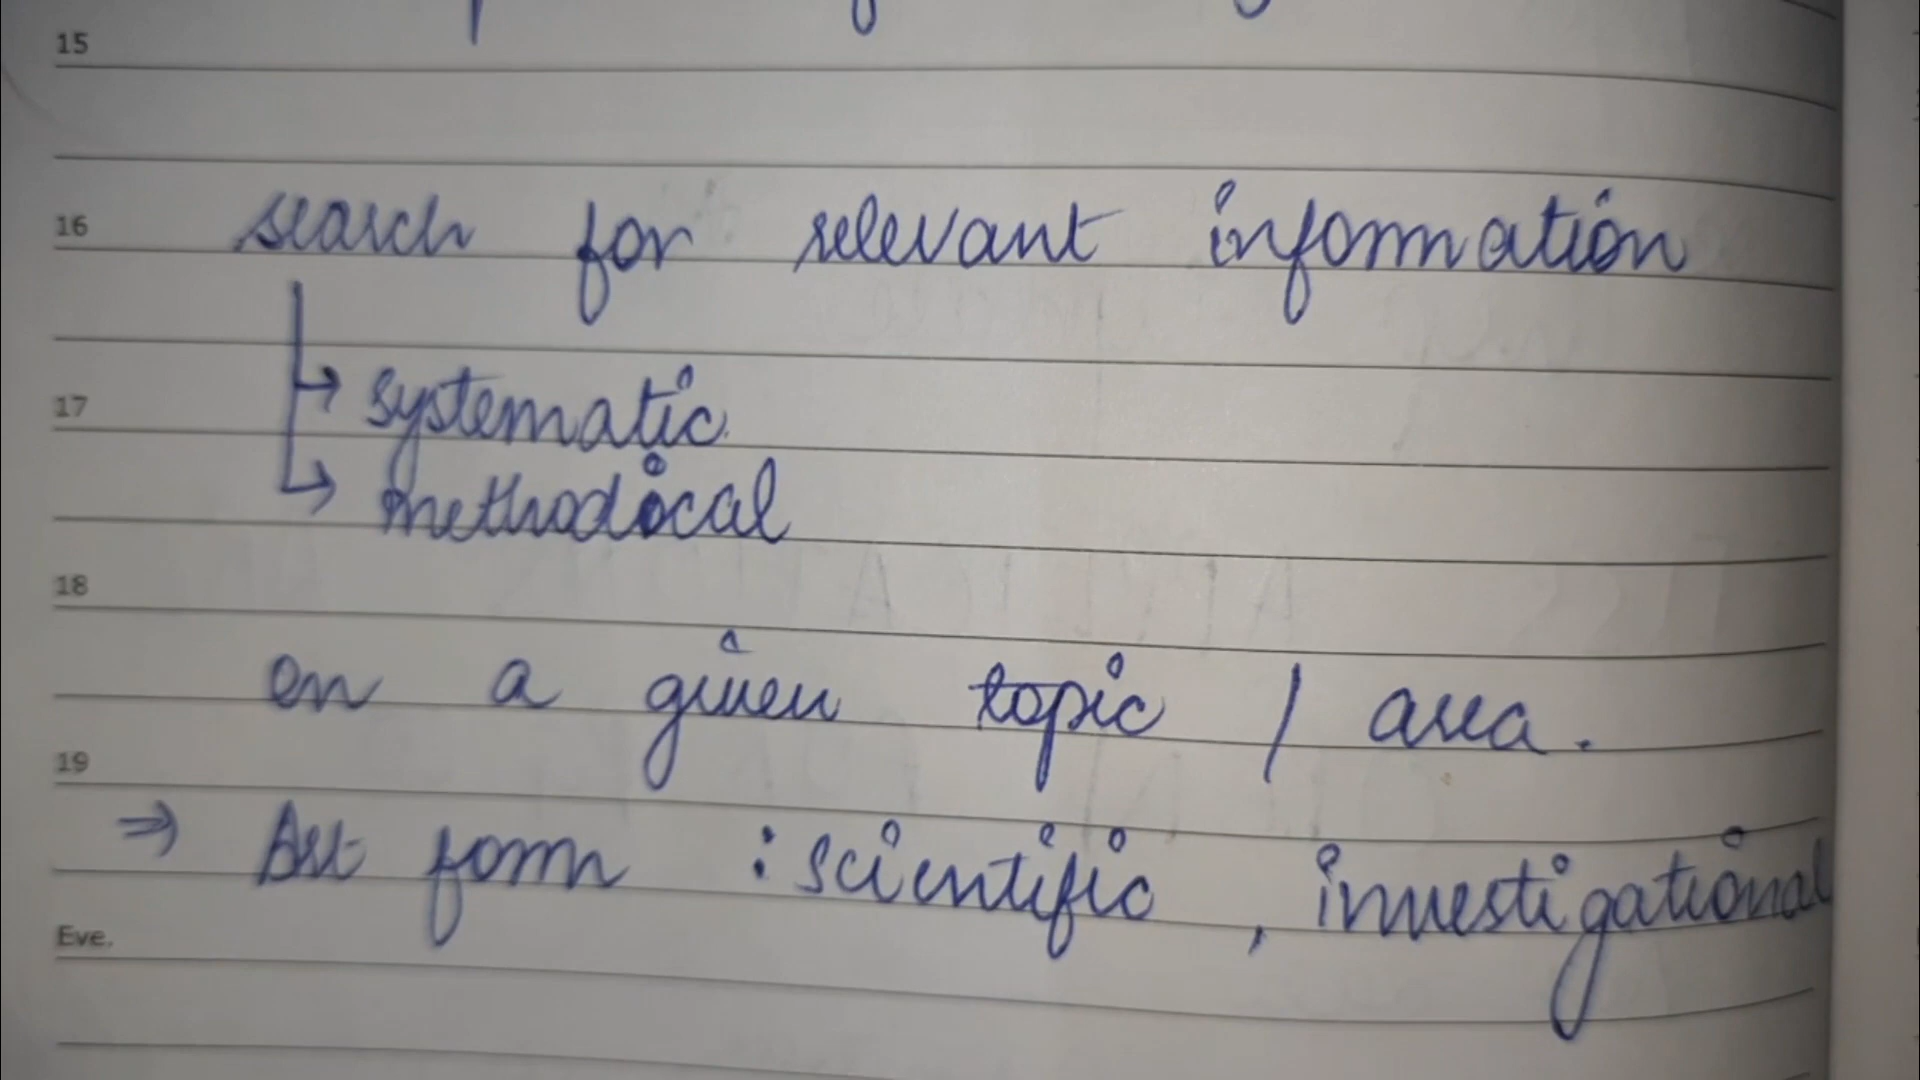 15
16 search for relevant information
↳ systematic
17
↳ methodical
18
on a given topic / area.
19
⇒ Art form : scientific , investigational
Eve.